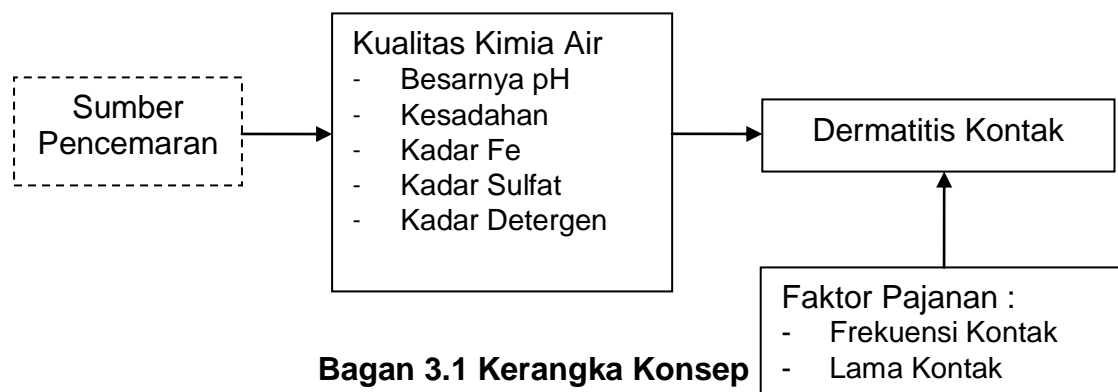 Sumber
Pencemaran
Kualitas Kimia Air
- Besarnya pH
- Kesadahan
- Kadar Fe
- Kadar Sulfat
- Kadar Detergen
Dermatitis Kontak
Faktor Pajanan :
- Frekuensi Kontak
- Lama Kontak
Bagan 3.1 Kerangka Konsep